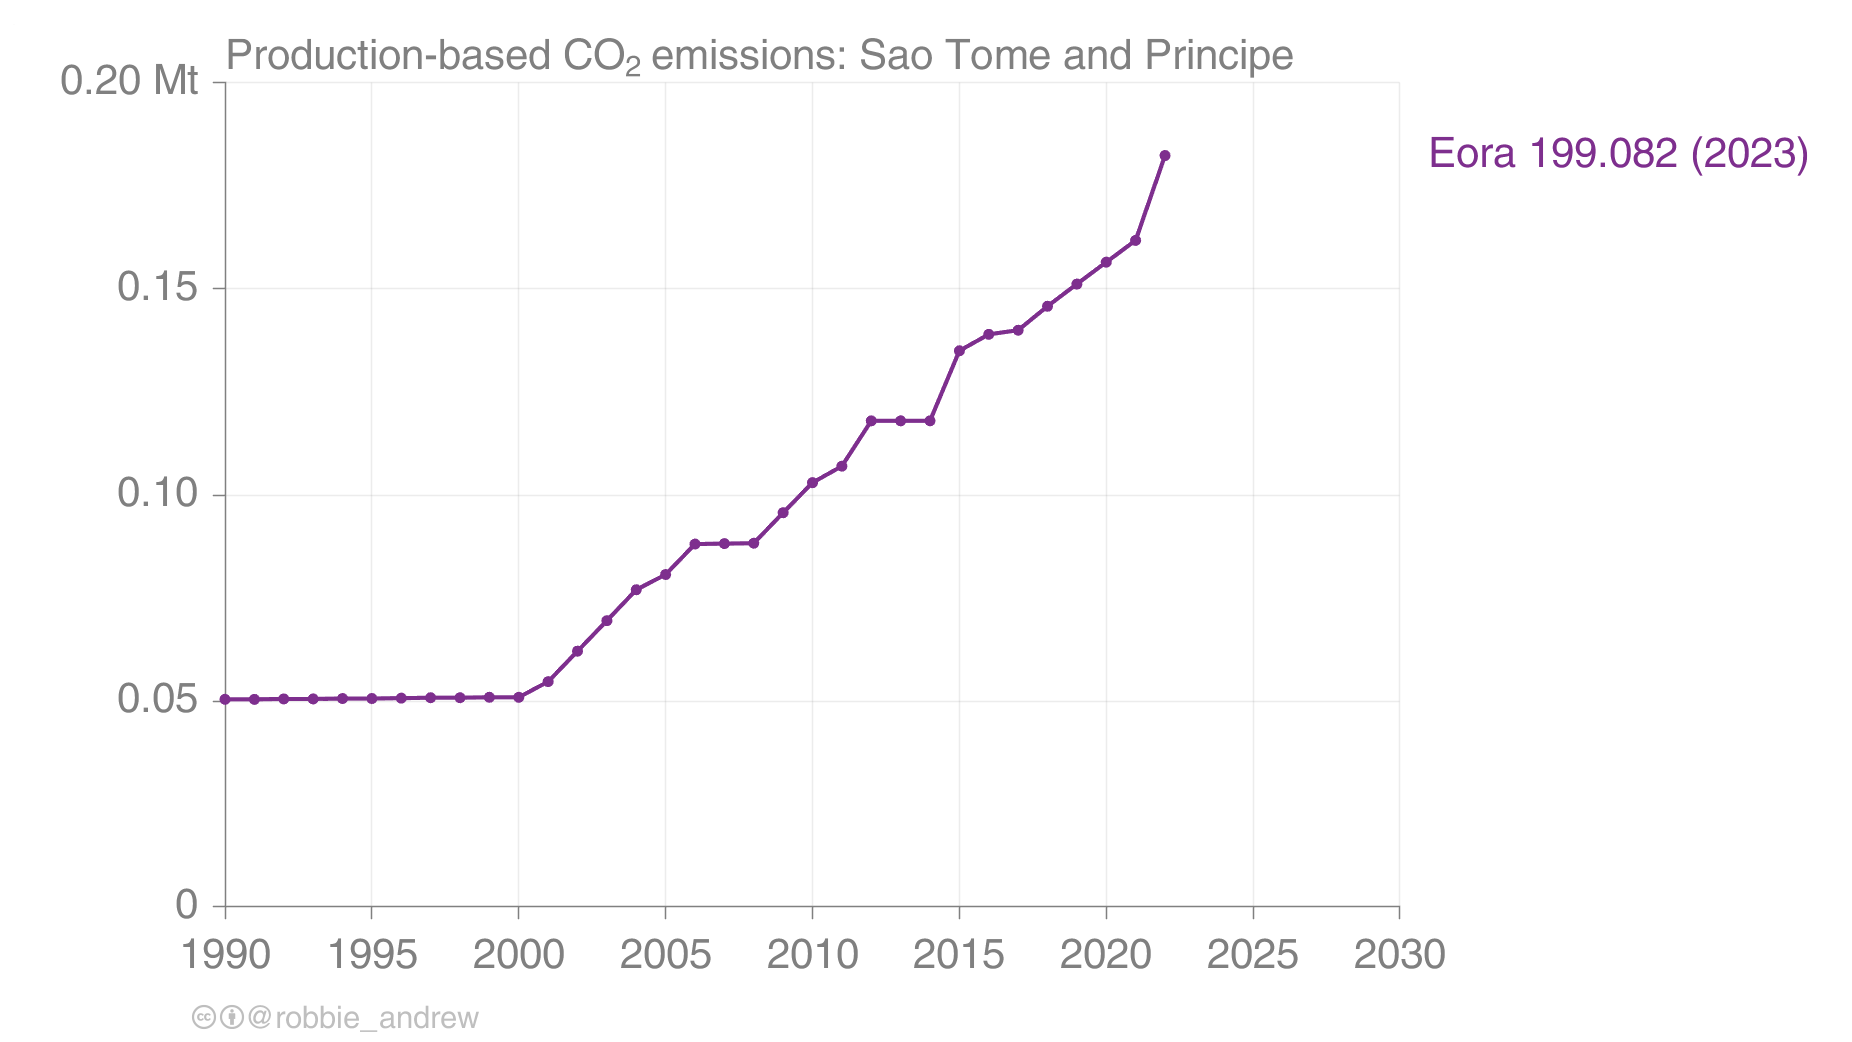 Production-based CO₂ emissions: Sao Tome and Principe
0.20 Mt
Eora 199.082 (2023)
0.15
0.10
0.05
0
1990 1995 2000 2005 2010 2015 2020 2025 2030
@robbie_andrew